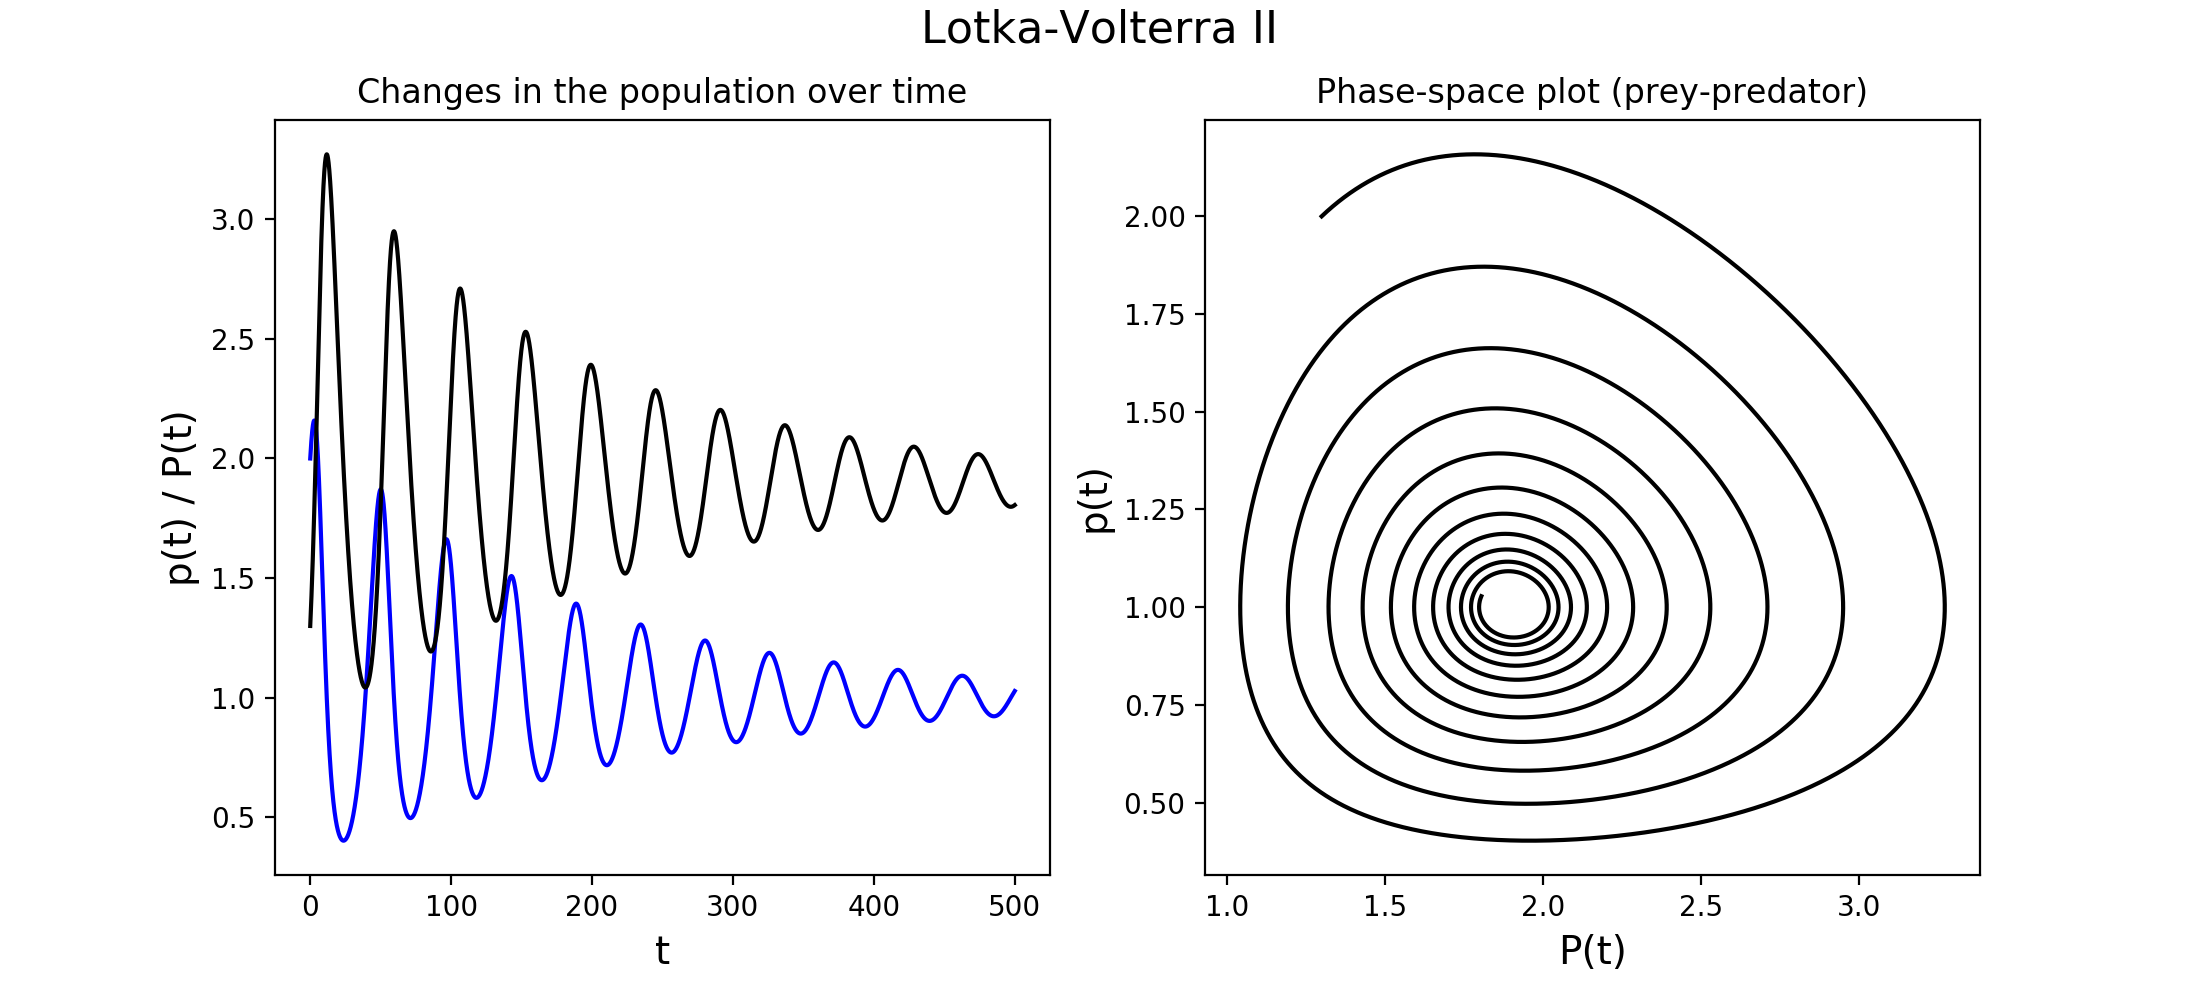 Lotka-Volterra II
Changes in the population over time
p(t) / P(t)
3.0
2.5
2.0
1.5
1.0
0.5
0 100 200 300 400 500
t
Phase-space plot (prey-predator)
p(t)
2.00
1.75
1.50
1.25
1.00
0.75
0.50
1.0 1.5 2.0 2.5 3.0
P(t)